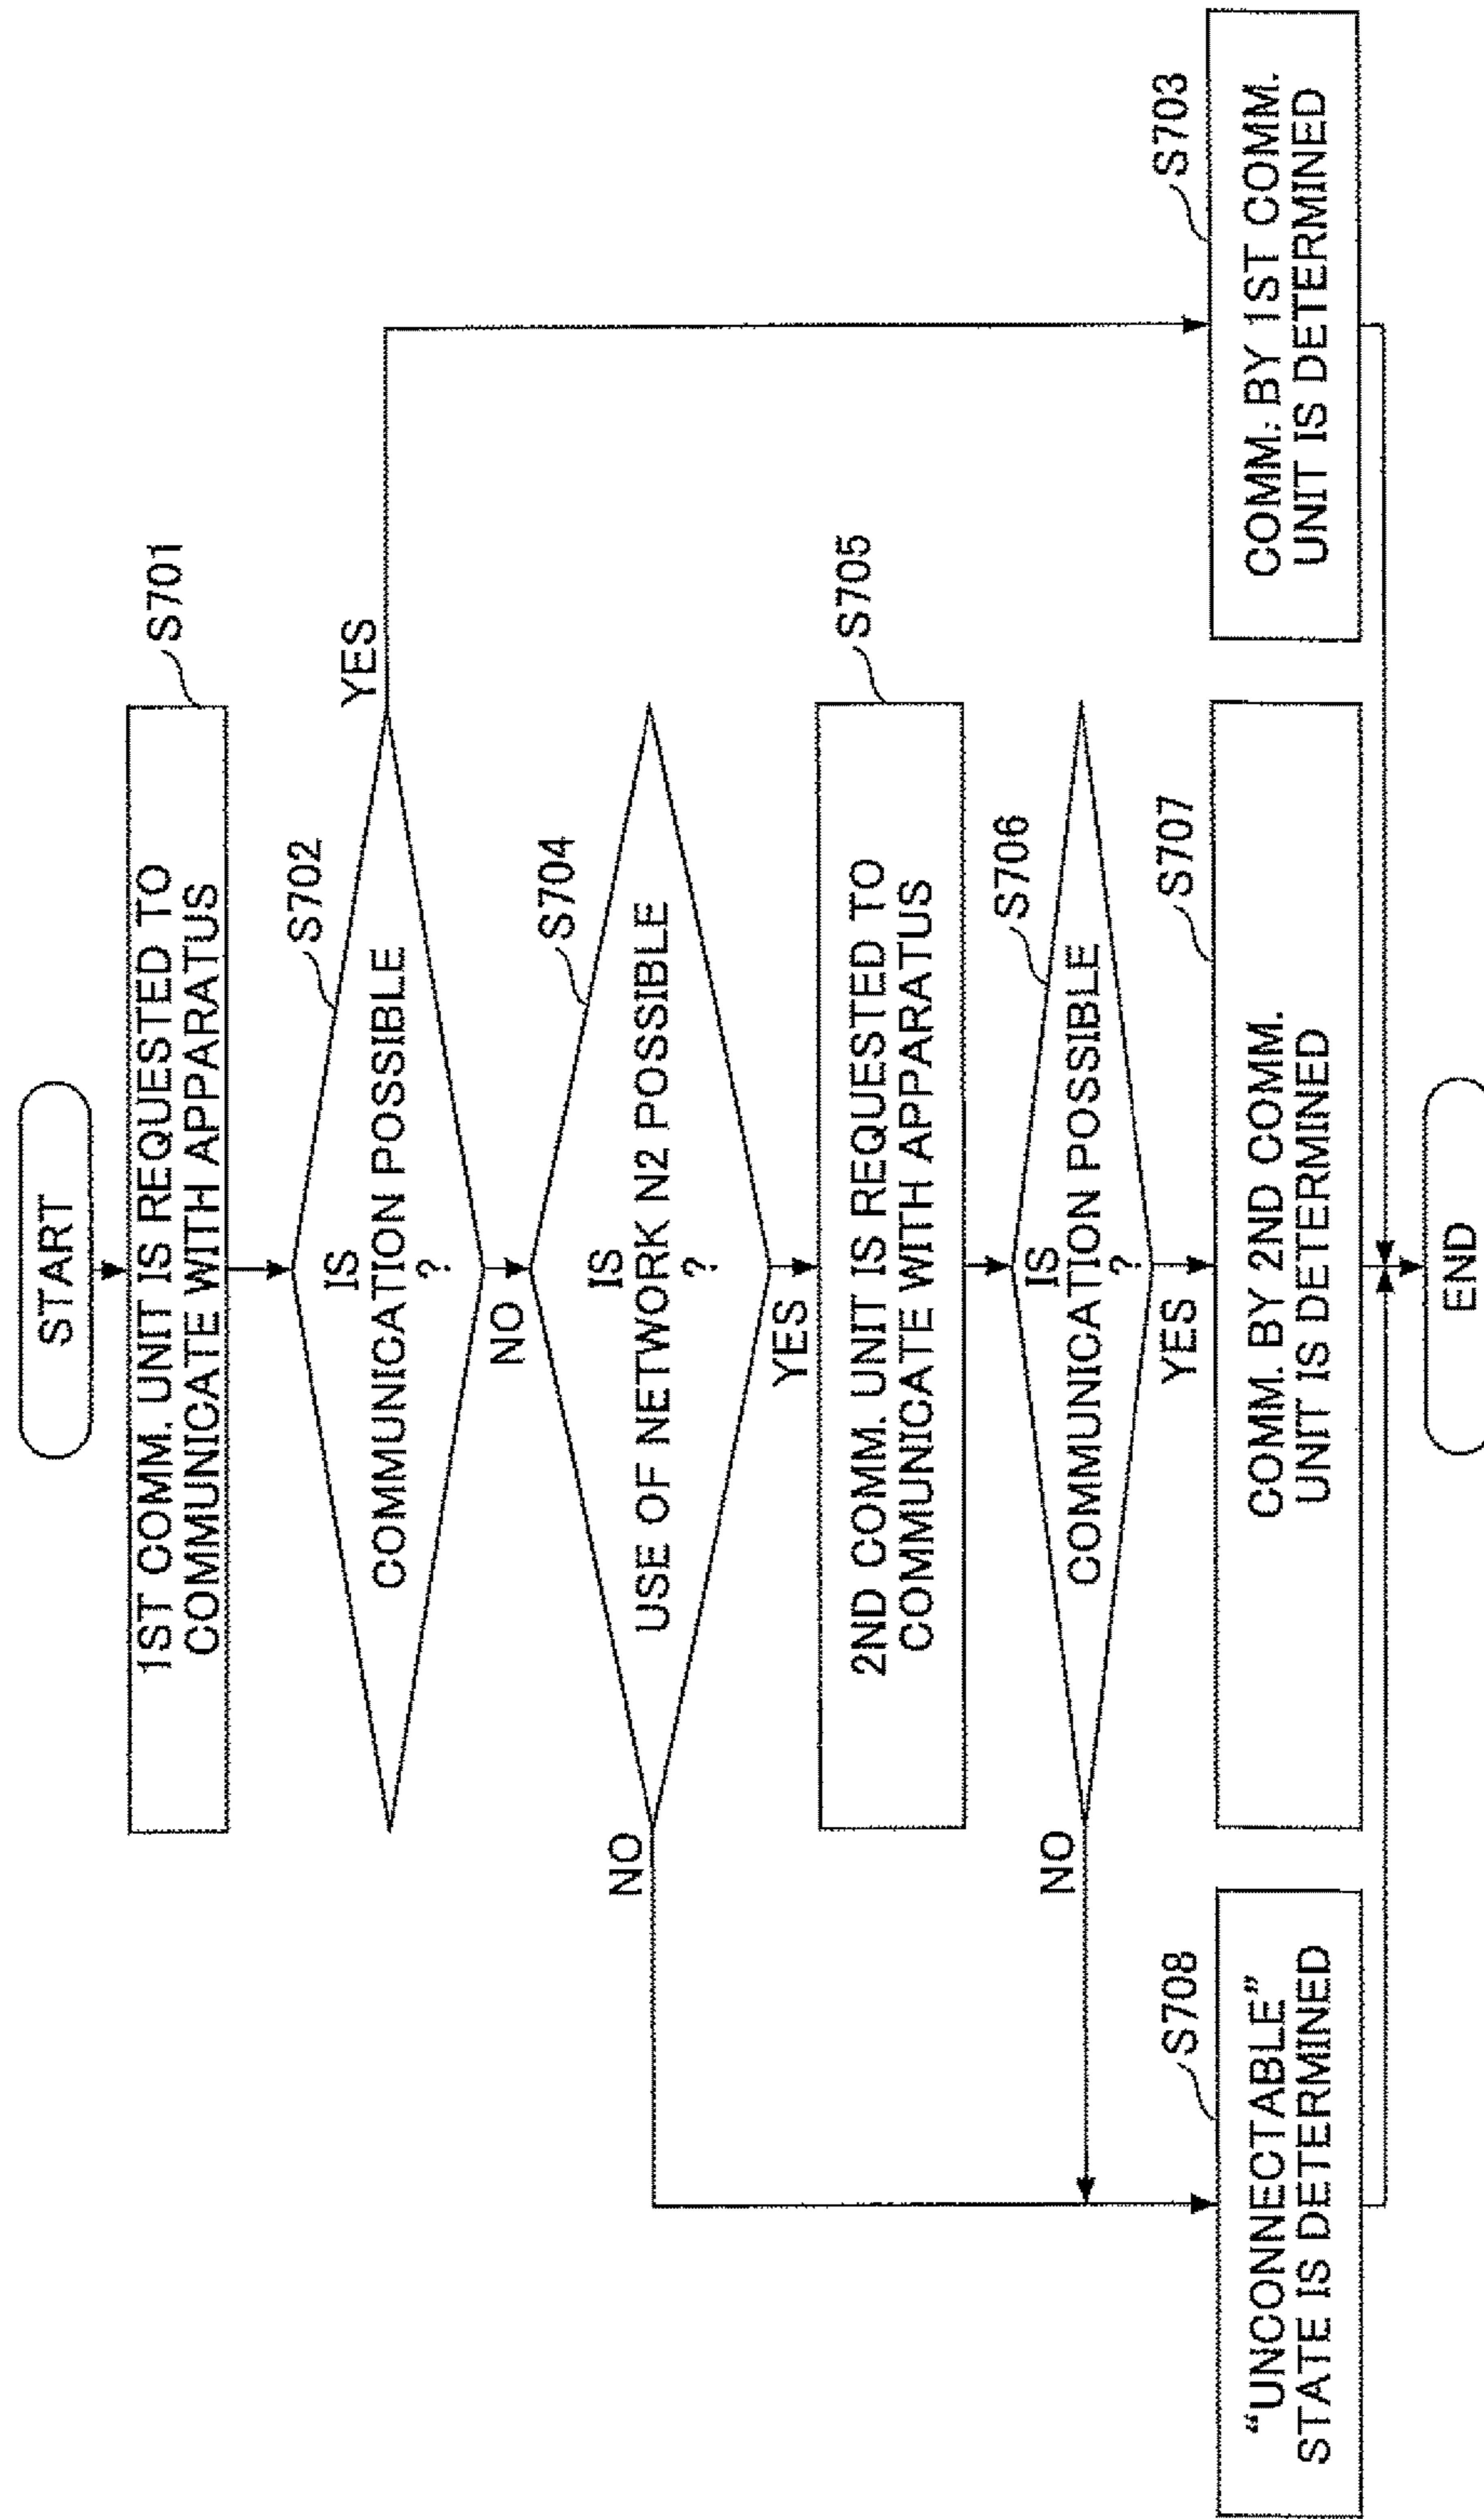 START
1ST COMM. UNIT IS REQUESTED TO
COMMUNICATE WITH APPARATUS
S701
S702
IS
COMMUNICATION POSSIBLE
?
YES
NO
S704
IS
USE OF NETWORK N2 POSSIBLE
?
NO
YES
S705
2ND COMM. UNIT IS REQUESTED TO
COMMUNICATE WITH APPARATUS
S706
IS
COMMUNICATION POSSIBLE
?
NO
YES
S708
"UNCONNECTABLE"
STATE IS DETERMINED
S707
COMM. BY 2ND COMM.
UNIT IS DETERMINED
S703
COMM. BY 1ST COMM.
UNIT IS DETERMINED
END